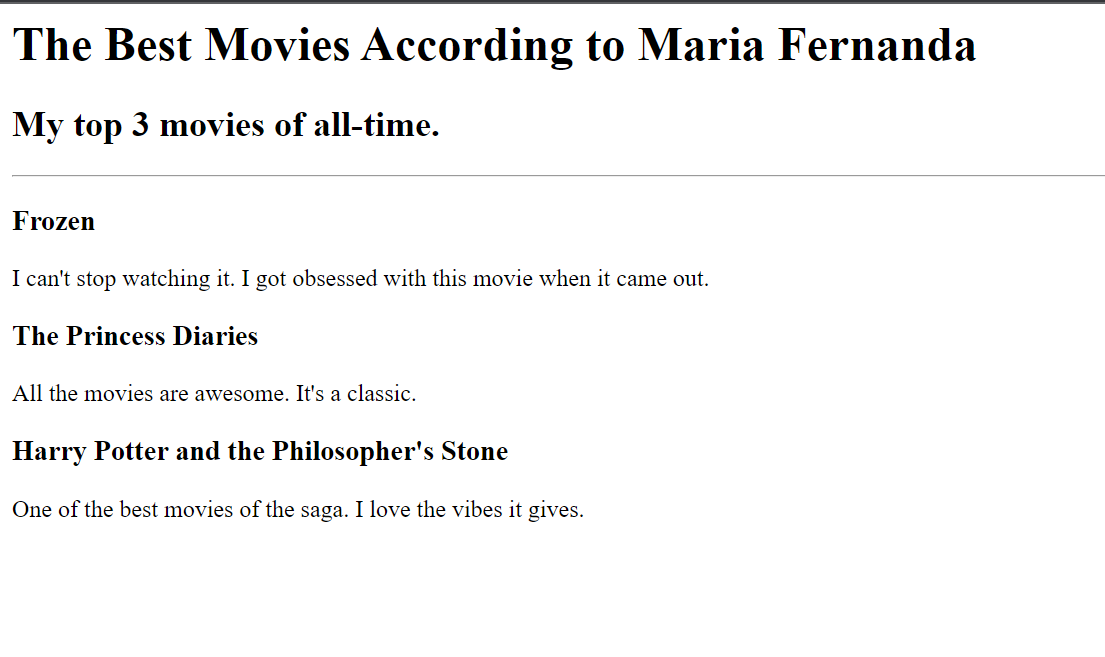 The Best Movies According to Maria Fernanda
My top 3 movies of all-time.
Frozen
I can't stop watching it. I got obsessed with this movie when it came out.
The Princess Diaries
All the movies are awesome. It's a classic.
Harry Potter and the Philosopher's Stone
One of the best movies of the saga. I love the vibes it gives.